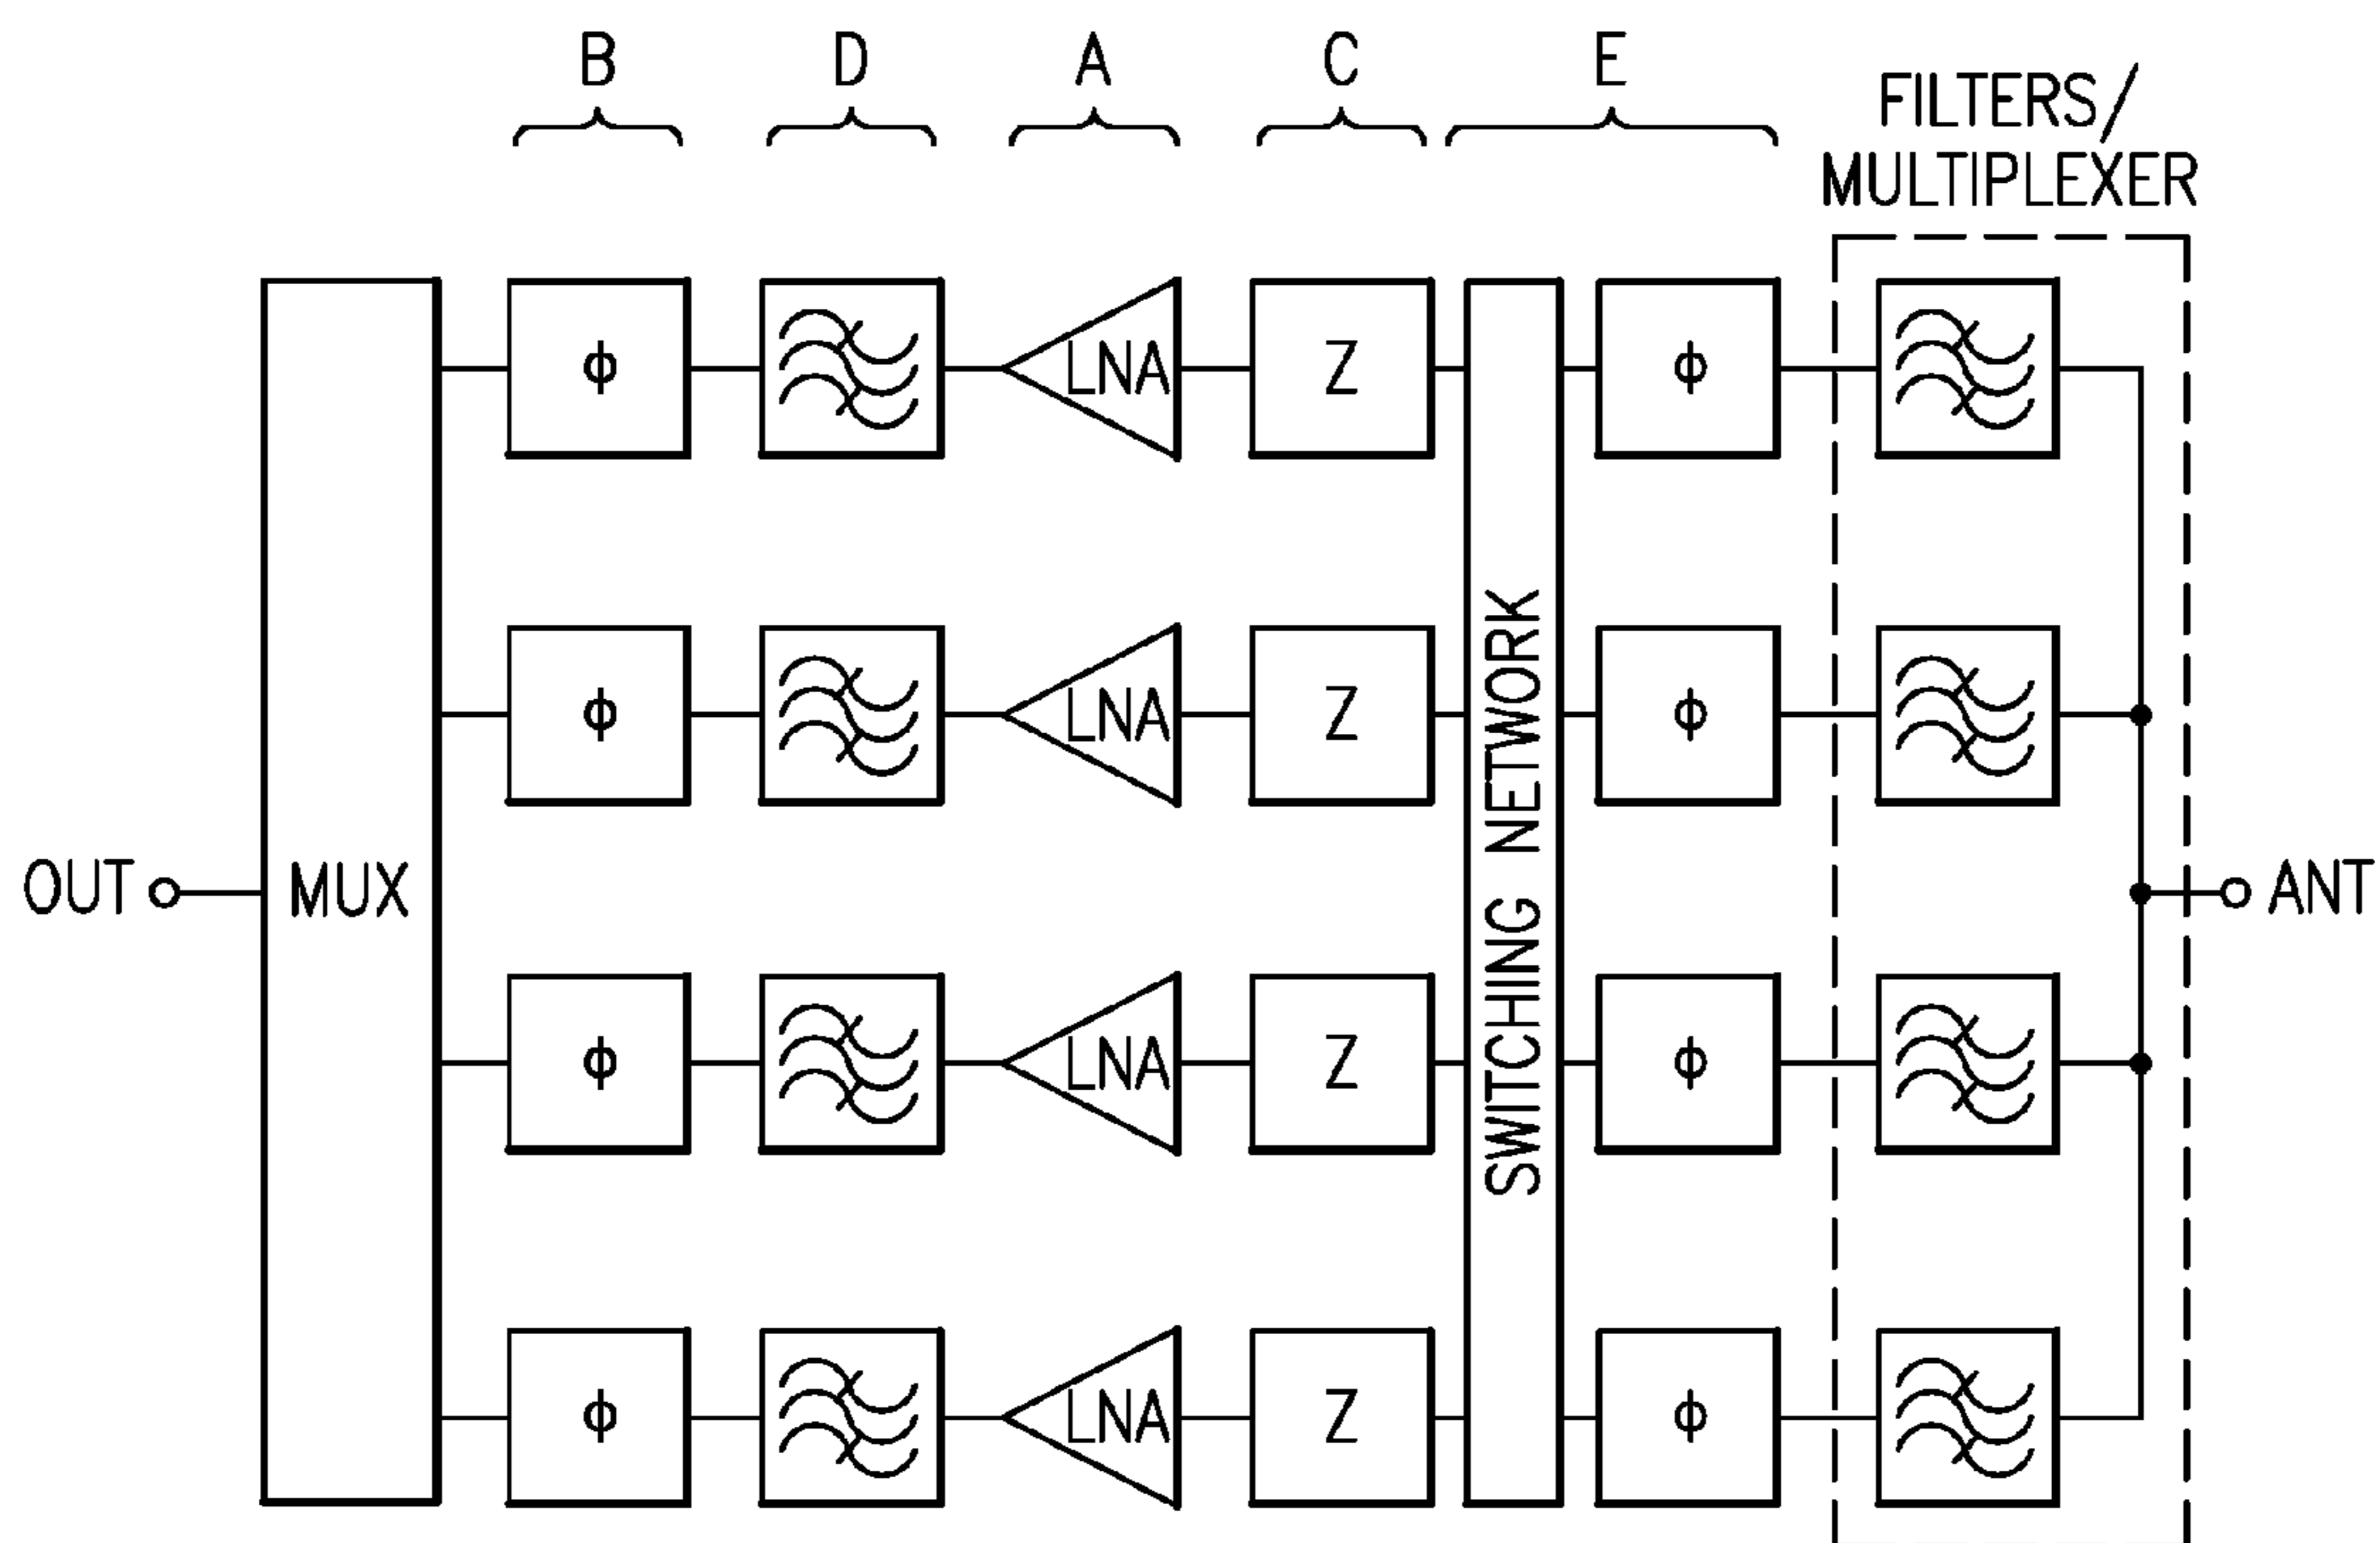 B D A C E
FILTERS/
MULTIPLEXER
ϕ LNA Z ϕ
ϕ LNA Z ϕ
OUT MUX SWITCHING NETWORK ANT
ϕ LNA Z ϕ
ϕ LNA Z ϕ